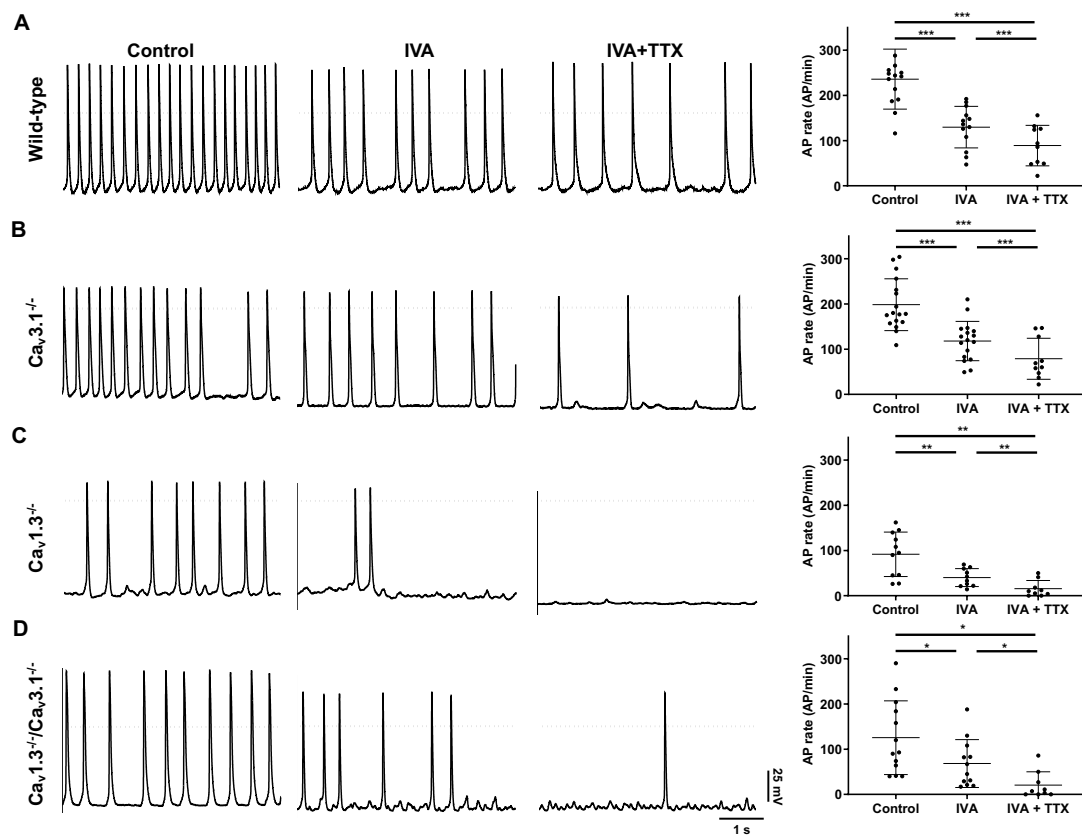 A
Control
IVA
IVA+TTX
Wild-type
AP rate (AP/min)
300
200
100
0
***
***
***
Control
IVA
IVA + TTX
B
Cav3.1-/-
AP rate (AP/min)
300
200
100
0
***
***
***
Control
IVA
IVA + TTX
C
Cav1.3-/-
AP rate (AP/min)
300
200
100
0
**
**
**
Control
IVA
IVA + TTX
D
Cav1.3-/-/Cav3.1-/-
25 mV
1 s
AP rate (AP/min)
300
200
100
0
*
*
*
Control
IVA
IVA + TTX